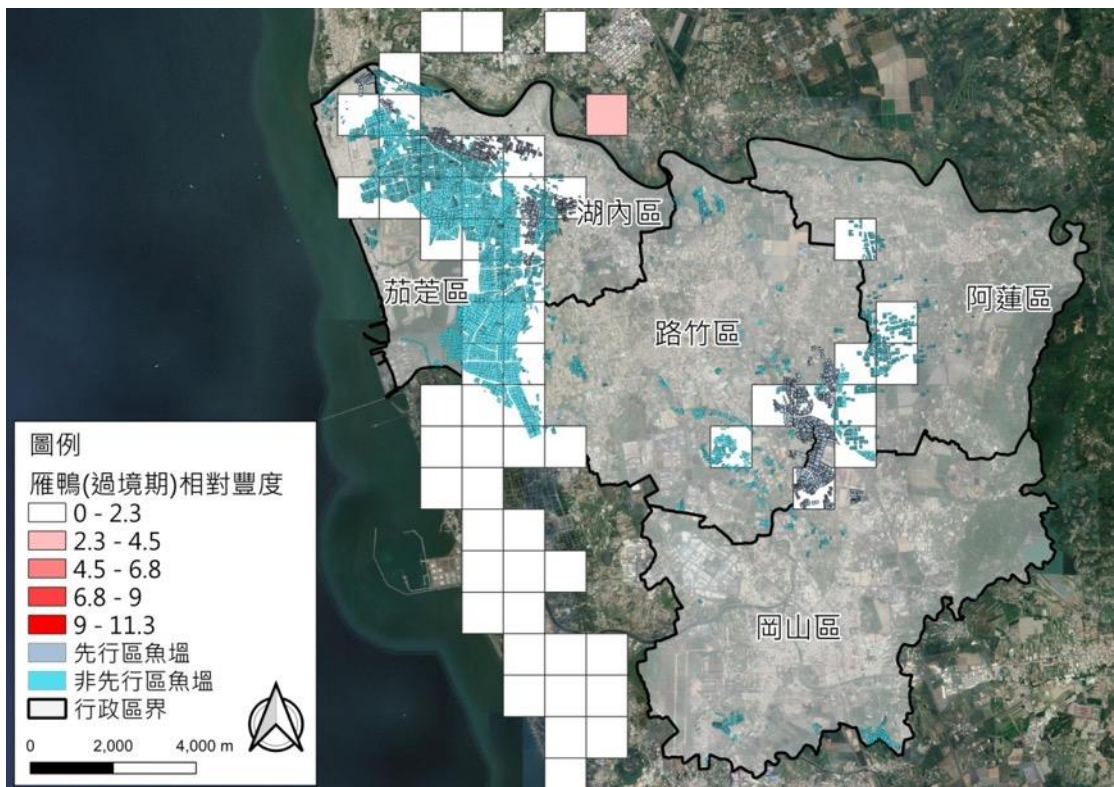 湖內區
茄萣區
阿蓮區
路竹區
岡山區
圖例
雁鴨(過境期)相對豐度
0 - 2.3
2.3 - 4.5
4.5 - 6.8
6.8 - 9
9 - 11.3
先行區魚塭
非先行區魚塭
行政區界
0 2,000 4,000 m